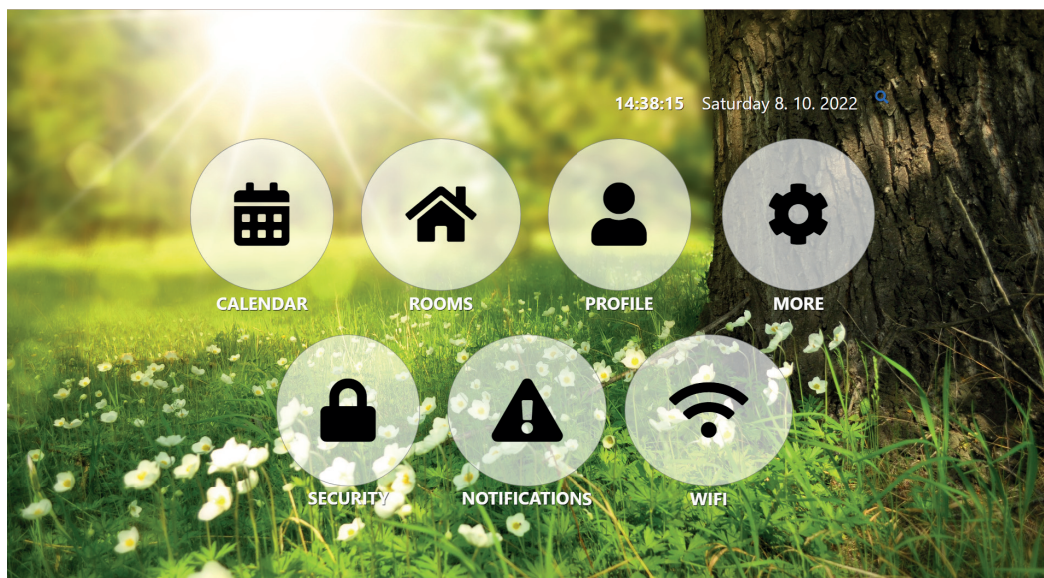 14:38:15 Saturday 8. 10. 2022
CALENDAR ROOMS PROFILE MORE
SECURITY NOTIFICATIONS WIFI